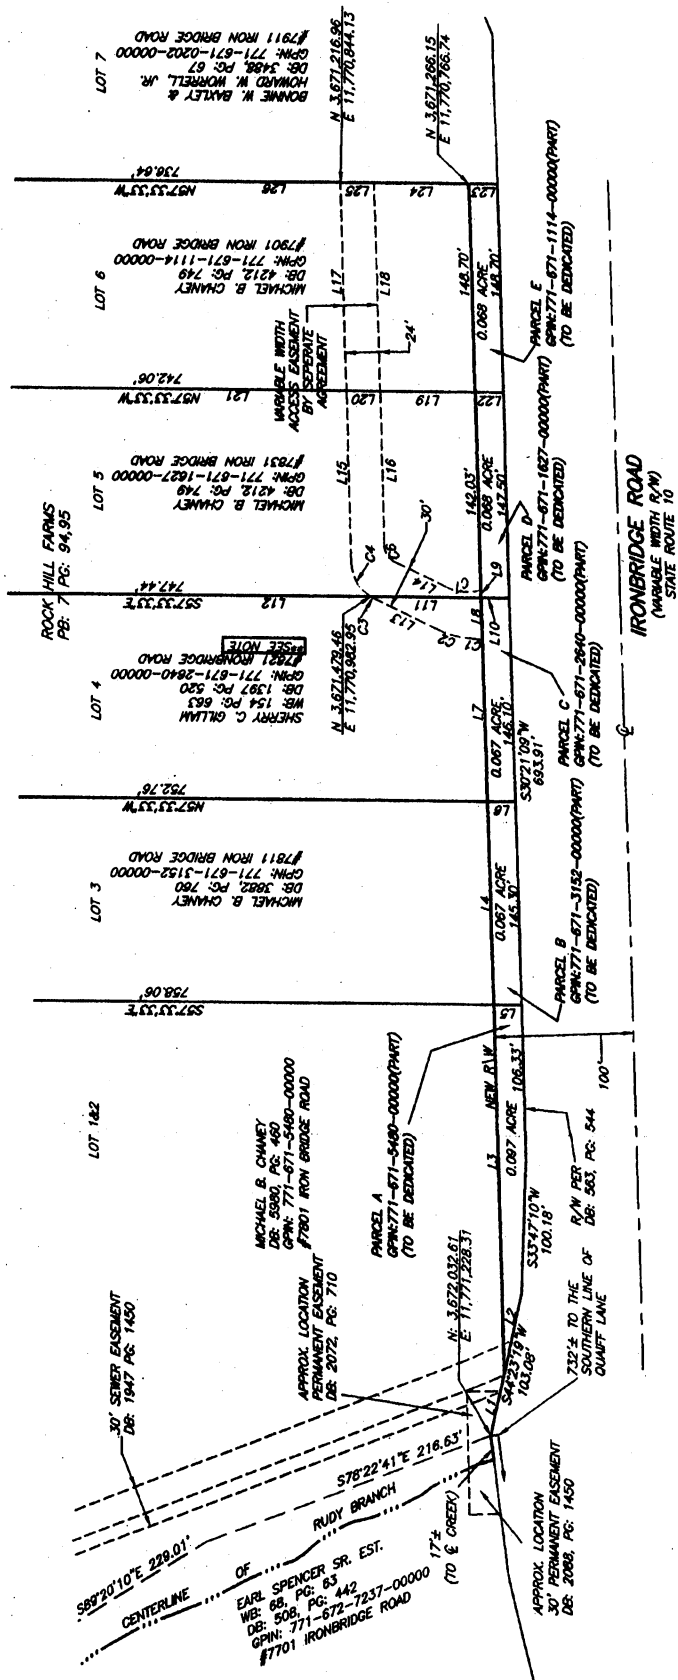 LOT 7
BONNIE W. BAXLEY &
HOWARD W. WORRELL, JR.
DB: 3488, PG: 67
GPIN: 771-671-0202-00000
#7911 IRON BRIDGE ROAD
N 3,671,216.96
E 11,770,844.13
N 3,671,266.15
E 11,770,766.74
736.64'
N57'33'33"W
L26
L25
L24
L23
LOT 6
MICHAEL B. CHANEY
DB: 4212, PG: 749
GPIN: 771-671-1114-00000
#7901 IRON BRIDGE ROAD
L17
L18
VARIABLE WIDTH
ACCESS EASEMENT
BY SEPERATE
AGREEMENT
24'
148.70'
0.068 ACRE
148.70'
PARCEL E
GPIN:771-671-1114-00000(PART)
(TO BE DEDICATED)
742.06'
N57'33'33"W
L21
L20
L19
L22
ROCK HILL FARMS
PB: 7 PG: 94,95
LOT 5
MICHAEL B. CHANEY
DB: 4212, PG: 749
GPIN: 771-671-1627-00000
#7831 IRON BRIDGE ROAD
L15
L16
30'
142.03'
0.068 ACRE
147.50'
PARCEL D
GPIN:771-671-1627-00000(PART)
(TO BE DEDICATED)
C4
C5
L14
C1
L9
747.44'
S57'33'33"E
L12
L11
L8
L10
C3
L13
C2
C1
N 3,671,479.46
E 11,770,982.95
LOT 4
SHERRY C. GILLIAM
WB: 154 PG: 663
DB: 1397 PG: 520
GPIN: 771-671-2640-00000
#7821 IRONBRIDGE ROAD
**SEE NOTE
L7
0.067 ACRE
146.10'
S30'21'09"W
693.91'
PARCEL C
GPIN:771-671-2640-00000(PART)
(TO BE DEDICATED)
IRONBRIDGE ROAD
(VARIABLE WIDTH R/W)
STATE ROUTE 10
752.76'
N57'33'33"W
L6
LOT 3
MICHAEL B. CHANEY
DB: 3882, PG: 760
GPIN: 771-671-3152-00000
#7811 IRON BRIDGE ROAD
L4
0.067 ACRE
145.30'
PARCEL B
GPIN:771-671-3152-00000(PART)
(TO BE DEDICATED)
758.06'
S57'33'33"E
L5
LOT 1&2
MICHAEL B. CHANEY
DB: 5980, PG: 460
GPIN: 771-671-5480-00000
#7801 IRON BRIDGE ROAD
PARCEL A
GPIN:771-671-5480-00000(PART)
(TO BE DEDICATED)
NEW R\W
L3
106.33'
0.097 ACRE
100'
R/W PER
DB: 563, PG: 544
S33'47'10"W
100.18'
N: 3,672,032.61
E: 11,771,228.31
L2
S44'23'19"W
103.08'
L1
732'± TO THE
SOUTHERN LINE OF
QUAIFF LANE
APPROX. LOCATION
PERMANENT EASEMENT
DB: 2072, PG: 710
30' SEWER EASEMENT
DB: 1947 PG: 1450
S78'22'41"E 216.63'
S89'20'10"E 229.01'
CENTERLINE OF RUDY BRANCH
17'±
(TO ℄ CREEK)
EARL SPENCER SR. EST.
WB: 68, PG: 63
DB: 508, PG: 442
GPIN: 771-672-7237-00000
#7701 IRONBRIDGE ROAD
APPROX. LOCATION
30' PERMANENT EASEMENT
DB: 2088, PG: 1450
℄